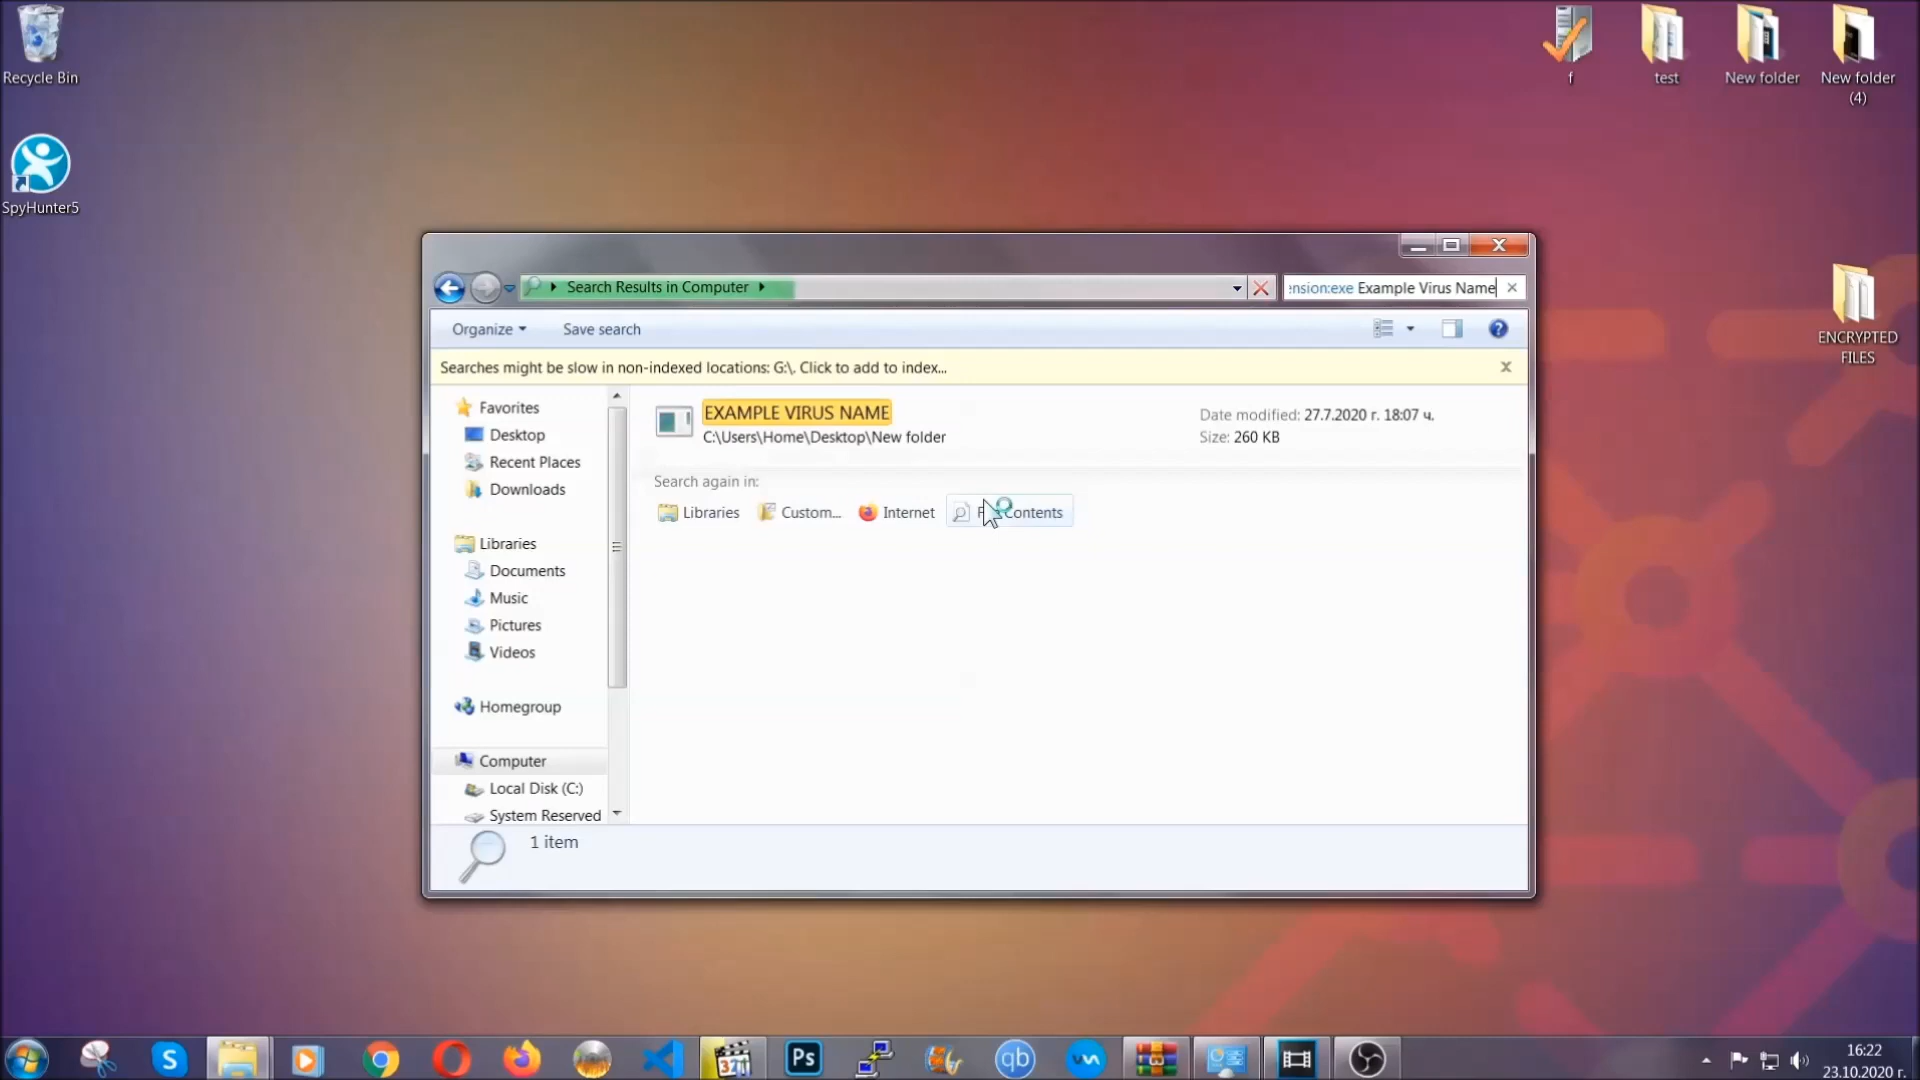 Recycle Bin
SpyHunter5
f
test
New folder
New folder
(4)
ENCRYPTED
FILES
Search Results in Computer
ension:exe Example Virus Name
Organize
Save search
Searches might be slow in non-indexed locations: G:\. Click to add to index...
Favorites
Desktop
Recent Places
Downloads
Libraries
Documents
Music
Pictures
Videos
Homegroup
Computer
Local Disk (C:)
System Reserved
EXAMPLE VIRUS NAME
C:\Users\Home\Desktop\New folder
Date modified: 27.7.2020 г. 18:07 ч.
Size: 260 KB
Search again in:
Libraries
Custom...
Internet
Contents
1 item
S
321
Ps
qb
16:22
23.10.2020 г.